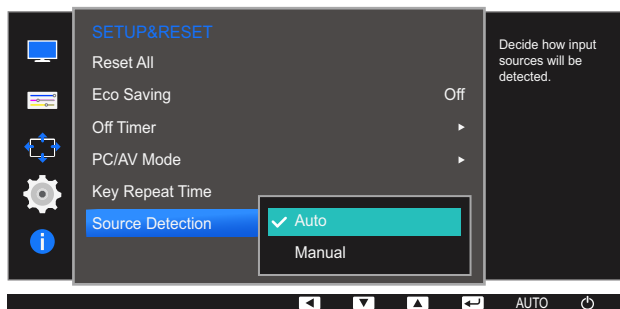 SETUP&RESET
Reset All
Eco Saving Off
Off Timer
PC/AV Mode
Key Repeat Time
Source Detection
Auto
Manual
Decide how input
sources will be
detected.
AUTO